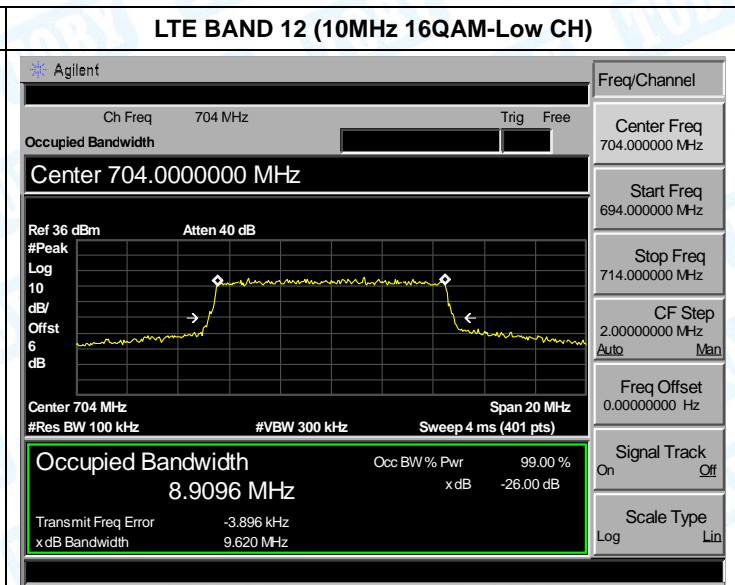 LTE BAND 12 (10MHz 16QAM-Low CH)
Agilent
Freq/Channel
Ch Freq 704 MHz Trig Free
Occupied Bandwidth
Center Freq
704.000000 MHz
Center 704.0000000 MHz
Start Freq
694.000000 MHz
Ref 36 dBm Atten 40 dB
#Peak
Log
10
dB/
Offst
6
dB
Stop Freq
714.000000 MHz
CF Step
2.00000000 MHz
Auto Man
Freq Offset
0.00000000 Hz
Center 704 MHz Span 20 MHz
#Res BW 100 kHz #VBW 300 kHz Sweep 4 ms (401 pts)
Occupied Bandwidth Occ BW % Pwr 99.00 %
8.9096 MHz x dB -26.00 dB
Transmit Freq Error -3.896 kHz
x dB Bandwidth 9.620 MHz
Signal Track
On Off
Scale Type
Log Lin